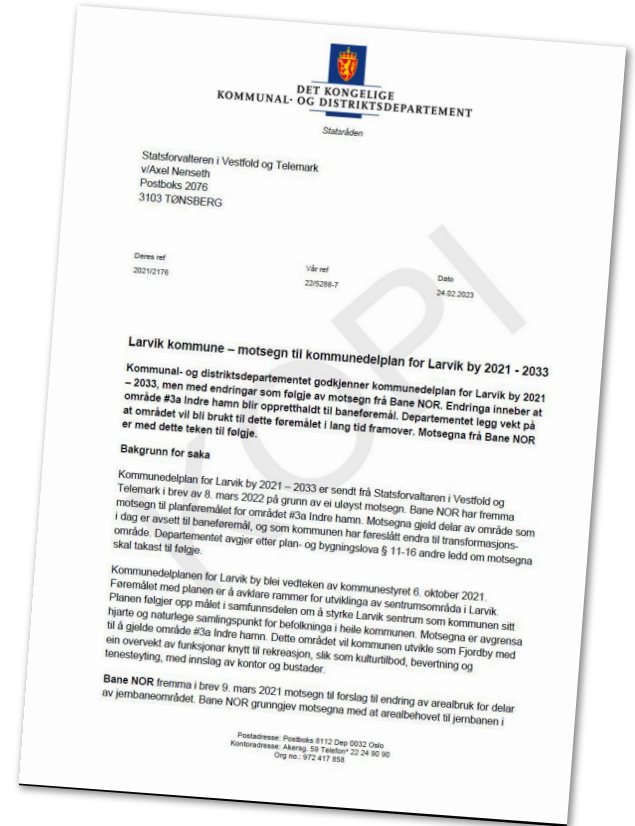 DET KONGELIGE
KOMMUNAL- OG DISTRIKTSDEPARTEMENT
Statsråden
Statsforvalteren i Vestfold og Telemark
v/Axel Nenseth
Postboks 2076
3103 TØNSBERG
Deres ref
2021/2176
Vår ref
22/5286-7
Dato
24.02.2023
KOPI
Larvik kommune – motsegn til kommunedelplan for Larvik by 2021 - 2033
Kommunal- og distriktsdepartementet godkjenner kommunedelplan for Larvik by 2021
– 2033, men med endringar som følgje av motsegn frå Bane NOR. Endringa inneber at
område #3a Indre hamn blir oppretthaldt til baneføremål. Departementet legg vekt på
at området vil bli brukt til dette føremålet i lang tid framover. Motsegna frå Bane NOR
er med dette teken til følgje.
Bakgrunn for saka
Kommunedelplan for Larvik by 2021 – 2033 er sendt frå Statsforvaltaren i Vestfold og
Telemark i brev av 8. mars 2022 på grunn av ei uløyst motsegn. Bane NOR har fremma
motsegn til planføremålet for området #3a Indre hamn. Motsegna gjeld delar av område som
i dag er avsett til baneføremål, og som kommunen har føreslått endra til transformasjons-
område. Departementet avgjer etter plan- og bygningslova § 11-16 andre ledd om motsegna
skal takast til følgje.
Kommunedelplanen for Larvik by blei vedteken av kommunestyret 6. oktober 2021.
Føremålet med planen er å avklare rammer for utviklinga av sentrumsområda i Larvik.
Planen følgjer opp målet i samfunnsdelen om å styrke Larvik sentrum som kommunen sitt
hjarte og naturlege samlingspunkt for befolkninga i heile kommunen. Motsegna er avgrensa
til å gjelde område #3a Indre hamn. Dette området vil kommunen utvikle som Fjordby med
ein overvekt av funksjonar knytt til rekreasjon, slik som kulturtilbod, bevertning og
tenesteyting, med innslag av kontor og bustader.
Bane NOR fremma i brev 9. mars 2021 motsegn til forslag til endring av arealbruk for delar
av jernbaneområdet. Bane NOR grunngjev motsegna med at arealbehovet til jernbanen i
Postadresse: Postboks 8112 Dep 0032 Oslo
Kontoradresse: Akersg. 59 Telefon* 22 24 90 90
Org no.: 972 417 858